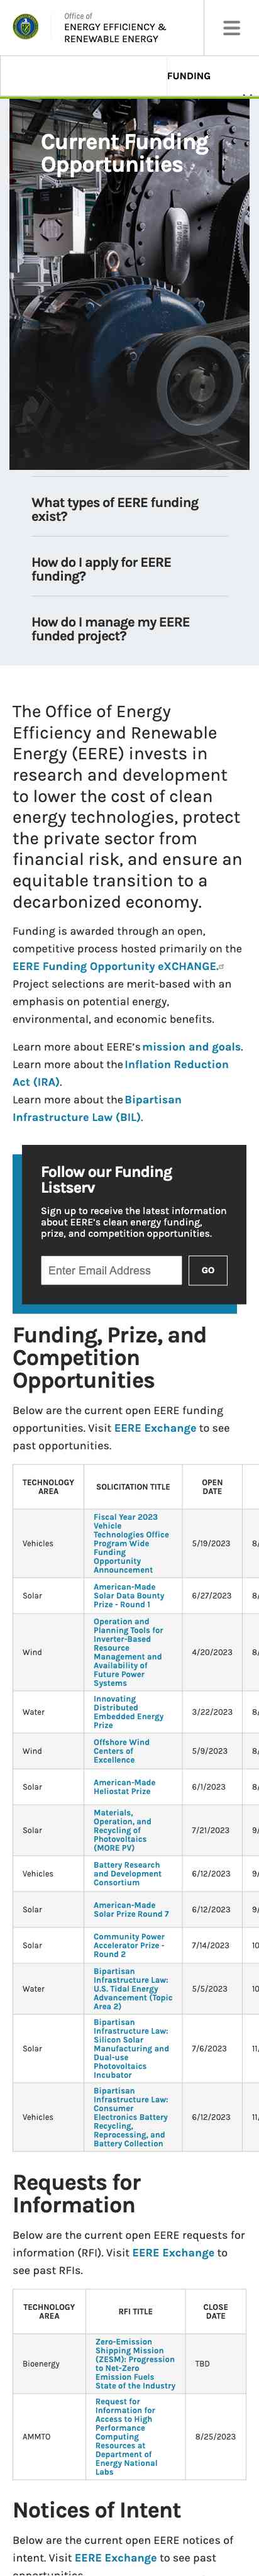 Office of
ENERGY EFFICIENCY &
RENEWABLE ENERGY
FUNDING
Current Funding
Opportunities
What types of EERE funding
exist?
How do I apply for EERE
funding?
How do I manage my EERE
funded project?
The Office of Energy
Efficiency and Renewable
Energy (EERE) invests in
research and development
to lower the cost of clean
energy technologies, protect
the private sector from
financial risk, and ensure an
equitable transition to a
decarbonized economy.
Funding is awarded through an open,
competitive process hosted primarily on the
EERE Funding Opportunity eXCHANGE.
Project selections are merit-based with an
emphasis on potential energy,
environmental, and economic benefits.
Learn more about EERE's mission and goals.
Learn more about the Inflation Reduction
Act (IRA).
Learn more about the Bipartisan
Infrastructure Law (BIL).
Follow our Funding
Listserv
Sign up to receive the latest information
about EERE's clean energy funding,
prize, and competition opportunities.
Enter Email Address GO
Funding, Prize, and
Competition
Opportunities
Below are the current open EERE funding
opportunities. Visit EERE Exchange to see
past opportunities.
TECHNOLOGY
AREA
SOLICITATION TITLE
OPEN
DATE
Vehicles
Fiscal Year 2023
Vehicle
Technologies Office
Program Wide
Funding
Opportunity
Announcement
5/19/2023 8/
Solar
American-Made
Solar Data Bounty
Prize - Round 1
6/27/2023 8/
Wind
Operation and
Planning Tools for
Inverter-Based
Resource
Management and
Availability of
Future Power
Systems
4/20/2023 8/
Water
Innovating
Distributed
Embedded Energy
Prize
3/22/2023 8/
Wind
Offshore Wind
Centers of
Excellence
5/9/2023 8/
Solar
American-Made
Heliostat Prize
6/1/2023 8/
Solar
Materials,
Operation, and
Recycling of
Photovoltaics
(MORE PV)
7/21/2023 9/
Vehicles
Battery Research
and Development
Consortium
6/12/2023 9/
Solar
American-Made
Solar Prize Round 7
6/12/2023 9/
Solar
Community Power
Accelerator Prize -
Round 2
7/14/2023 10
Water
Bipartisan
Infrastructure Law:
U.S. Tidal Energy
Advancement (Topic
Area 2)
5/5/2023 10
Solar
Bipartisan
Infrastructure Law:
Silicon Solar
Manufacturing and
Dual-use
Photovoltaics
Incubator
7/6/2023 11/
Vehicles
Bipartisan
Infrastructure Law:
Consumer
Electronics Battery
Recycling,
Reprocessing, and
Battery Collection
6/12/2023 11/
Requests for
Information
Below are the current open EERE requests for
information (RFI). Visit EERE Exchange to
see past RFIs.
TECHNOLOGY
AREA
RFI TITLE
CLOSE
DATE
Bioenergy
Zero-Emission
Shipping Mission
(ZESM): Progression
to Net-Zero
Emission Fuels
State of the Industry
TBD
AMMTO
Request for
Information for
Access to High
Performance
Computing
Resources at
Department of
Energy National
Labs
8/25/2023
Notices of Intent
Below are the current open EERE notices of
intent. Visit EERE Exchange to see past